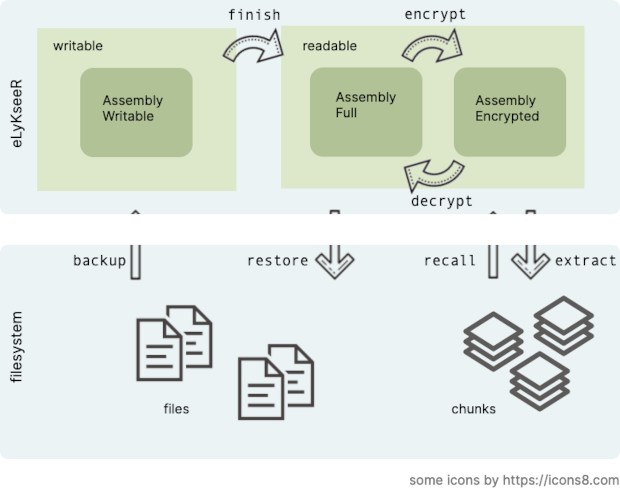 finish
encrypt
writable
readable
Assembly
Writable
Assembly
Full
Assembly
Encrypted
eLyKseeR
decrypt
backup
restore
recall
extract
filesystem
files
chunks
some icons by https://icons8.com